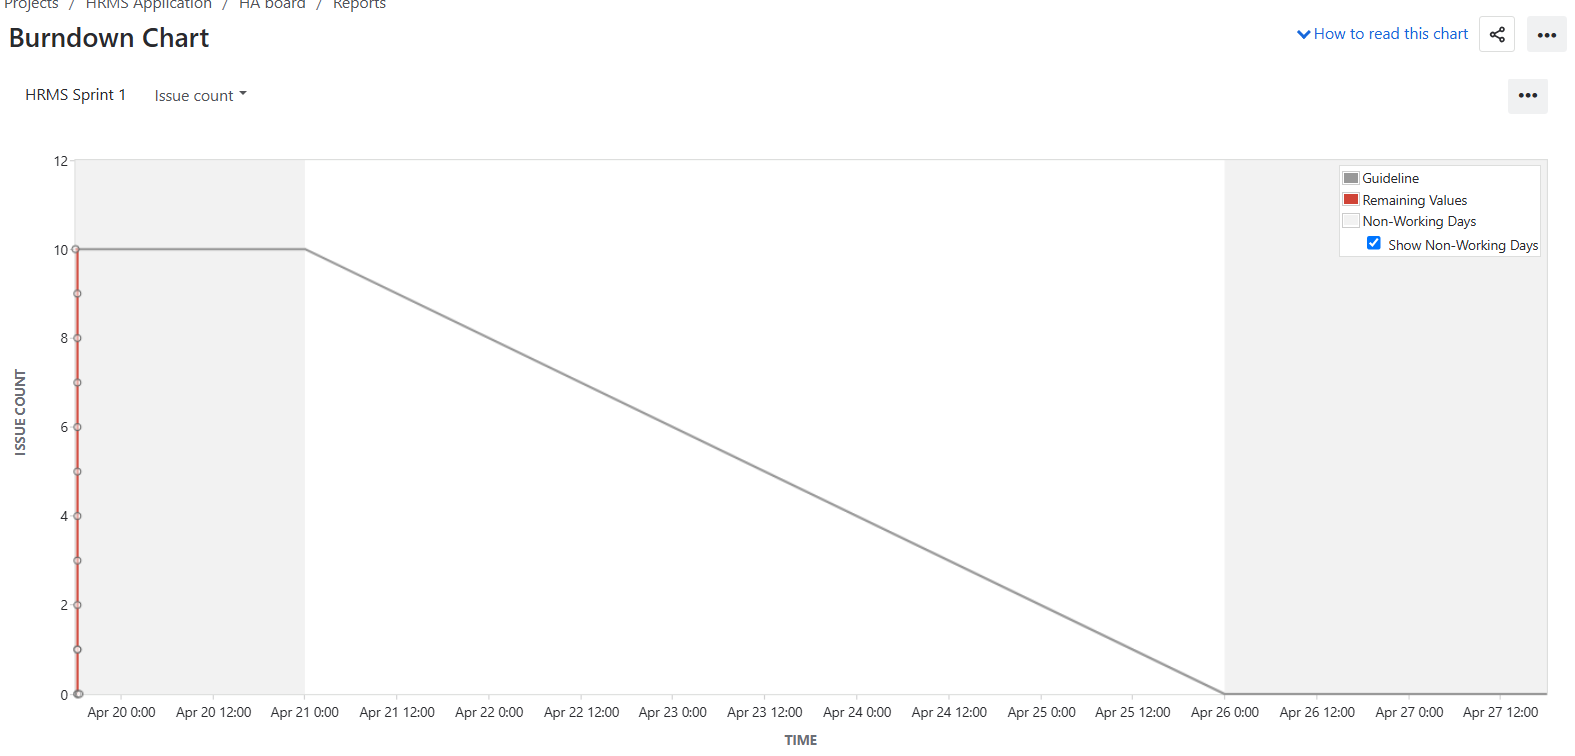 Projects / HRMS Application / HA board / Reports
Burndown Chart
How to read this chart
HRMS Sprint 1
Issue count
12
10
8
6
4
2
0
ISSUE COUNT
Guideline
Remaining Values
Non-Working Days
Show Non-Working Days
Apr 20 0:00
Apr 20 12:00
Apr 21 0:00
Apr 21 12:00
Apr 22 0:00
Apr 22 12:00
Apr 23 0:00
Apr 23 12:00
Apr 24 0:00
Apr 24 12:00
Apr 25 0:00
Apr 25 12:00
Apr 26 0:00
Apr 26 12:00
Apr 27 0:00
Apr 27 12:00
TIME